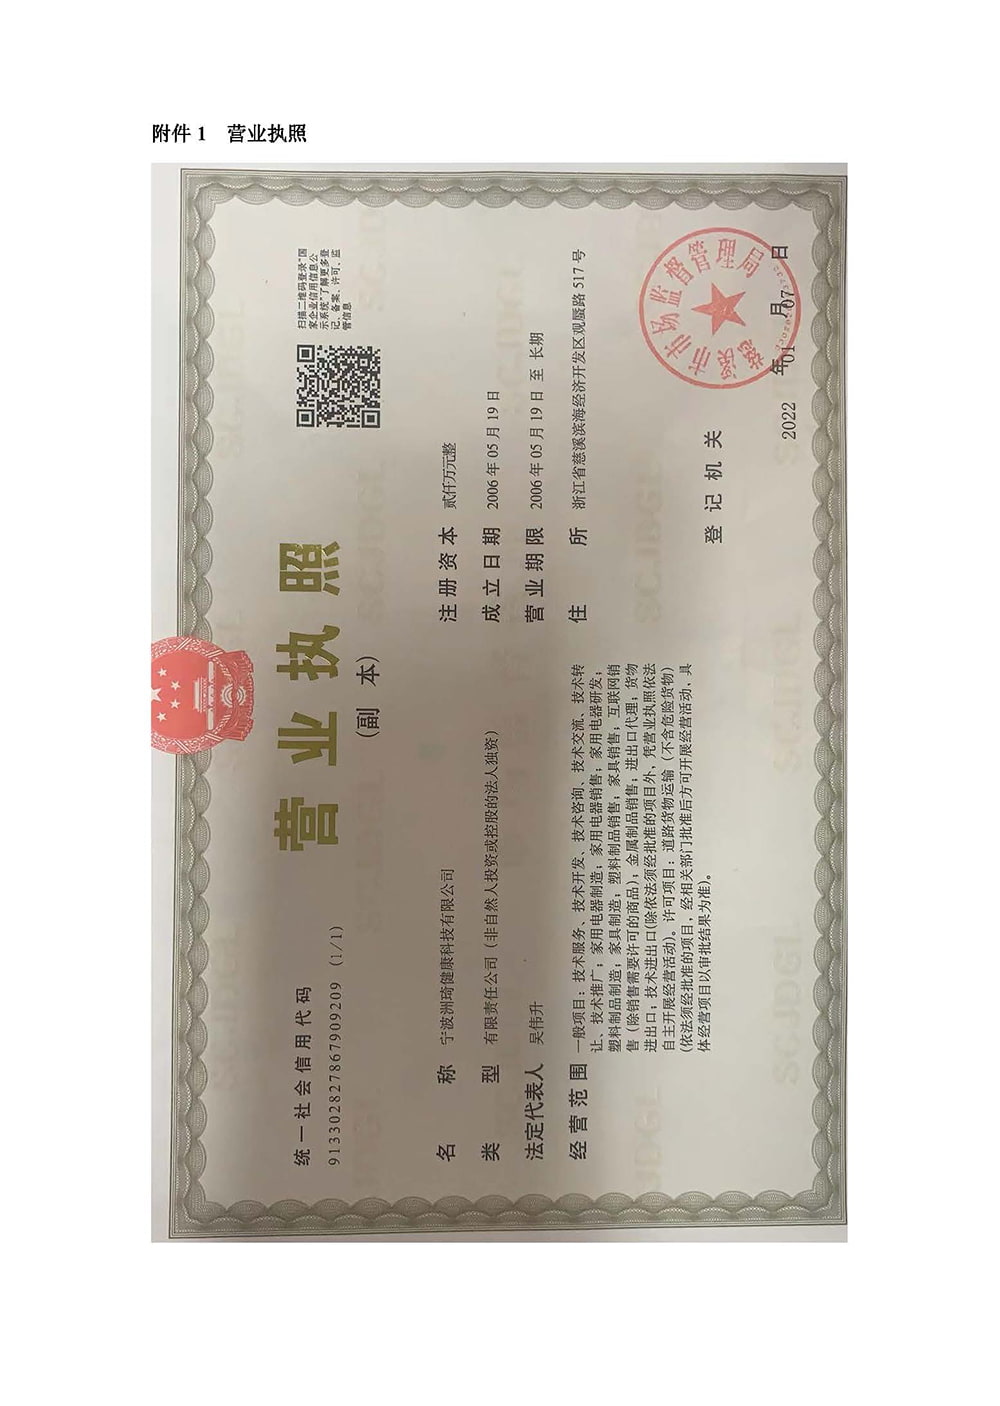 附件 1 营业执照
统一社会信用代码
91330282786790920​9 (1/1)
营业执照
(副 本)
扫描二维码登录“国
家企业信用信息公
示系统”了解更多登
记、备案、许可、监
管信息
名 称 宁波洲琦健康科技有限公司
类 型 有限责任公司（非自然人投资或控股的法人独资）
法定代表人 吴伟升
经营范围 一般项目：技术服务、技术开发、技术咨询、技术交流、技术转
让、技术推广；家用电器制造；家用电器销售；家用电器研发；
塑料制品制造；家具制造；塑料制品销售；家具销售；互联网销
售（除销售需要许可的商品）；金属制品销售；进出口代理；货物
进出口；技术进出口(除依法须经批准的项目外，凭营业执照依法
自主开展经营活动)。许可项目：道路货物运输（不含危险货物）
(依法须经批准的项目，经相关部门批准后方可开展经营活动，具
体经营项目以审批结果为准)。
注册资本 贰仟万元整
成立日期 2006 年 05 月 19 日
营业期限 2006 年 05 月 19 日 至 长期
住 所 浙江省慈溪滨海经济开发区观蜃路 517 号
登记机关
慈溪市市场监督管理局
2022 年 01 月 07 日
SCJDGL